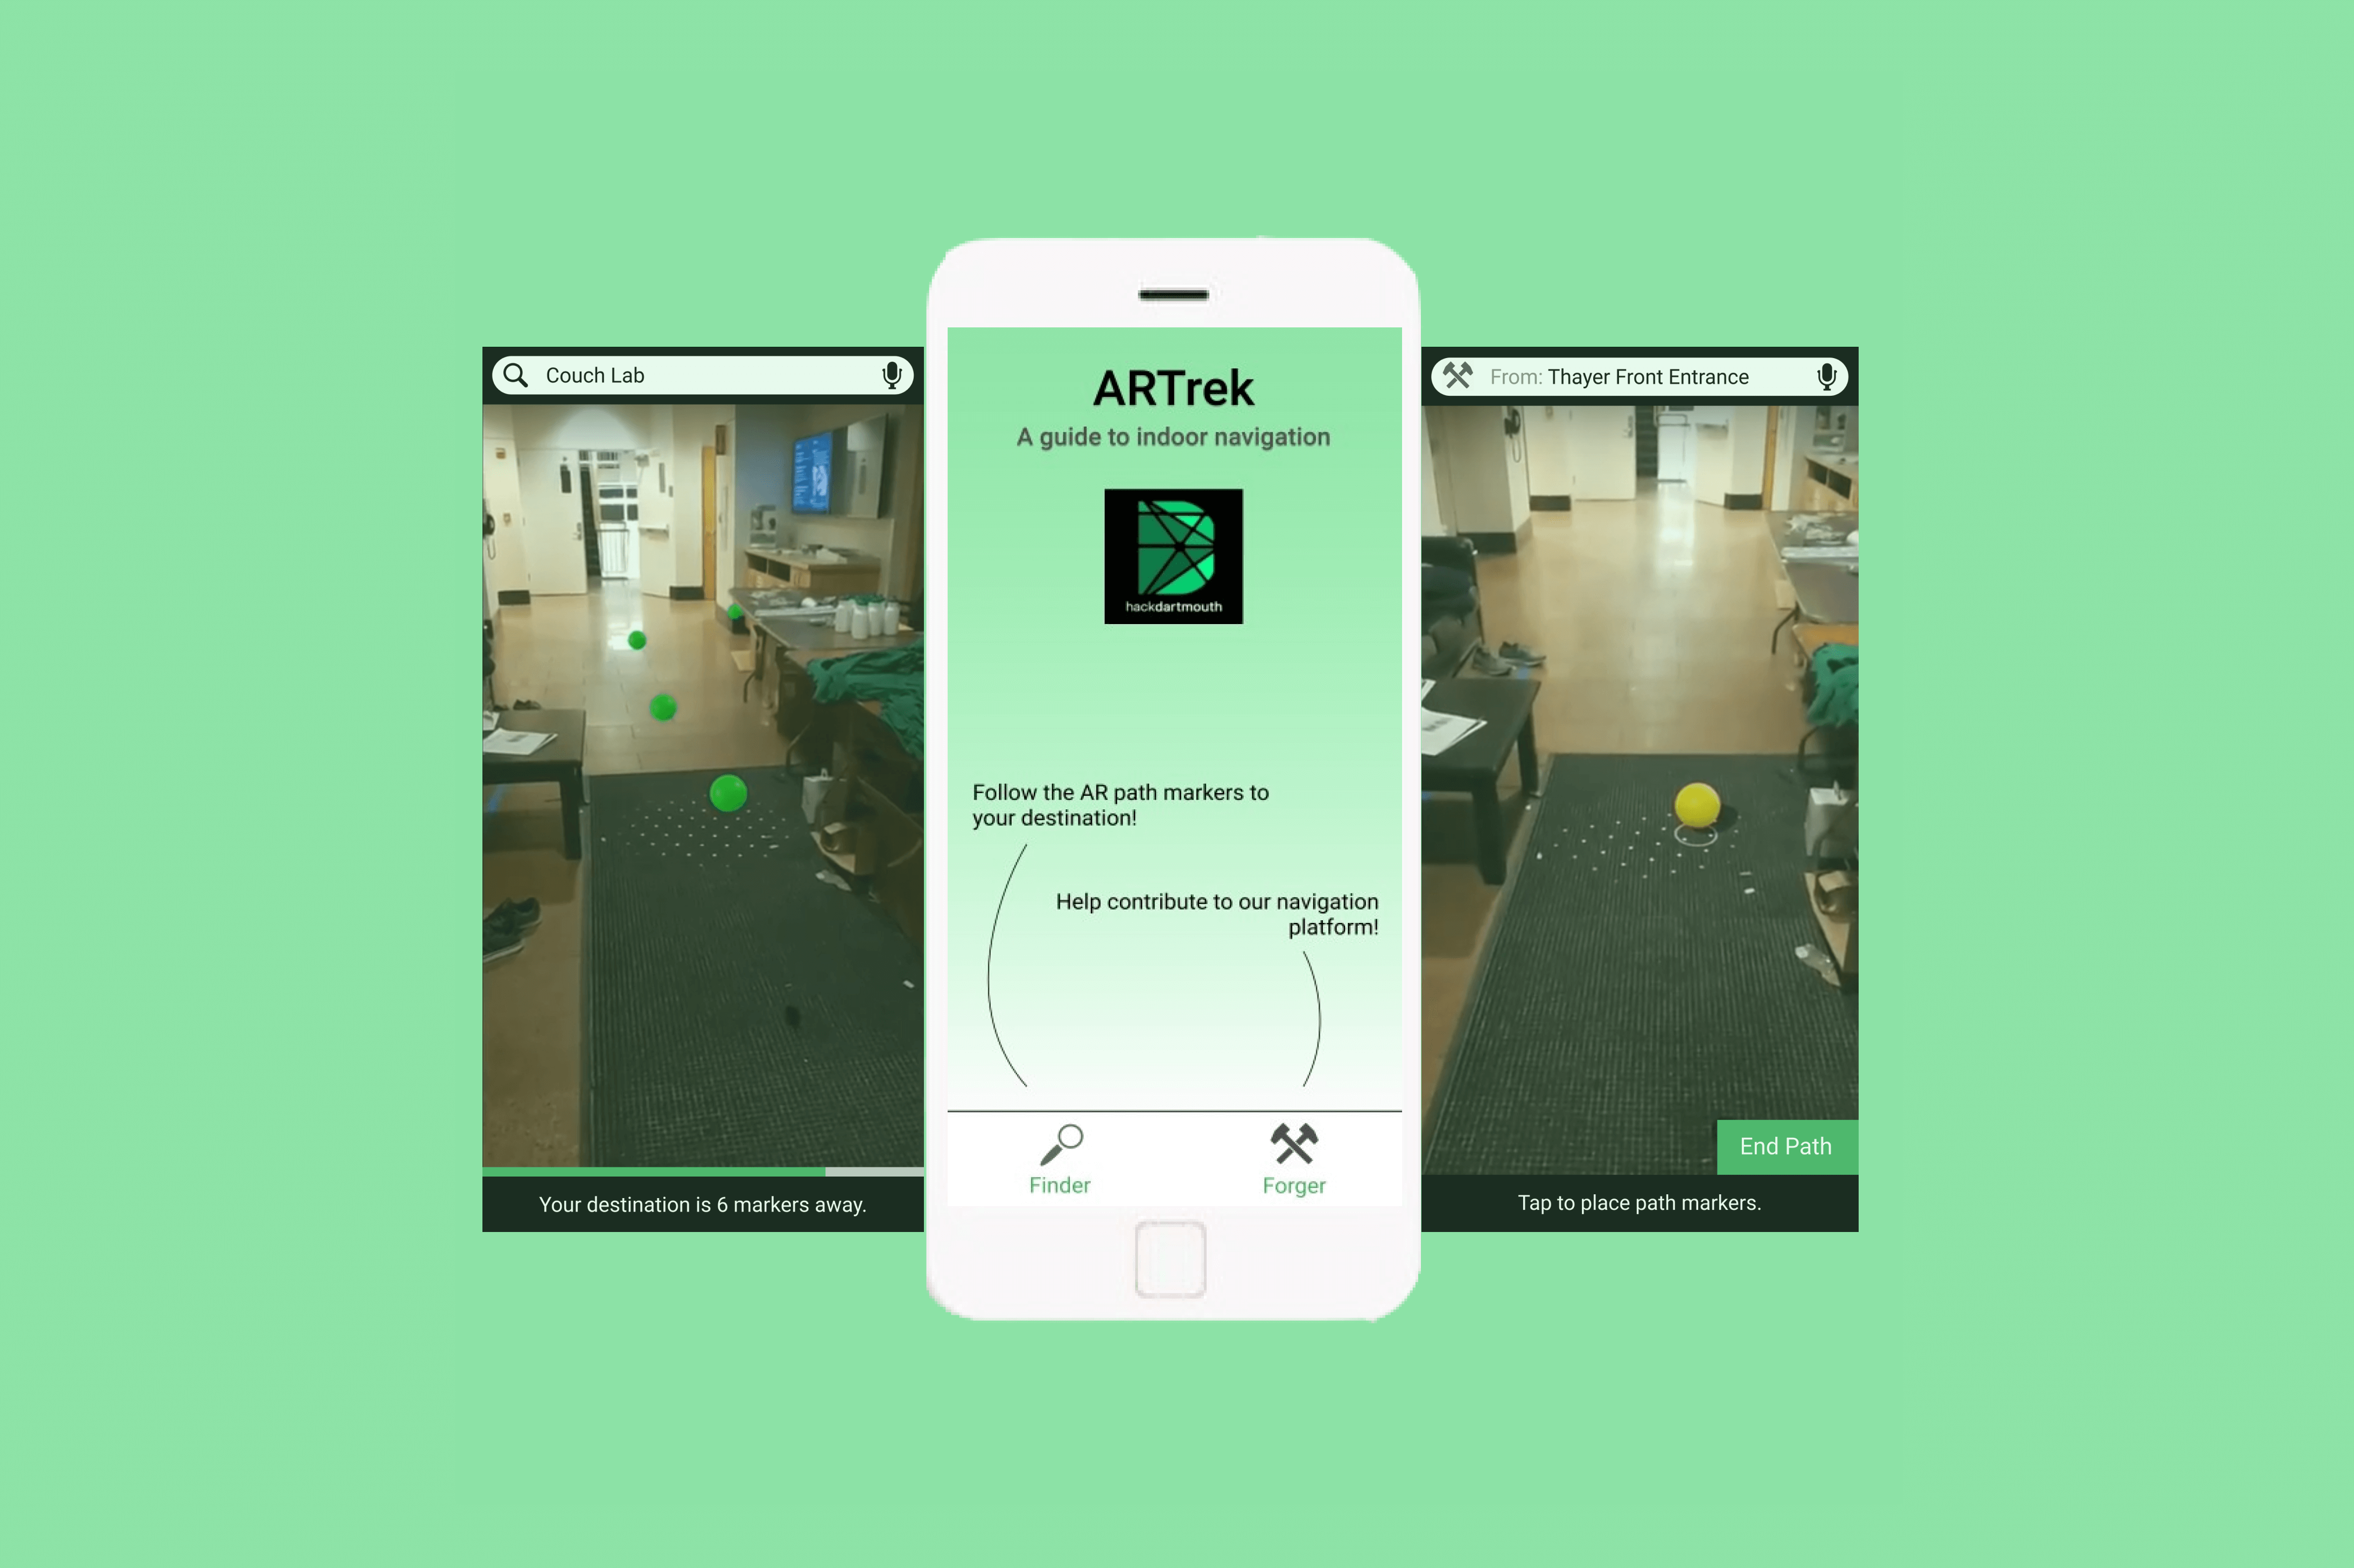 Couch Lab
Your destination is 6 markers away.
ARTrek
A guide to indoor navigation
hackdartmouth
Follow the AR path markers to
your destination!
Help contribute to our navigation
platform!
Finder
Forger
From: Thayer Front Entrance
End Path
Tap to place path markers.